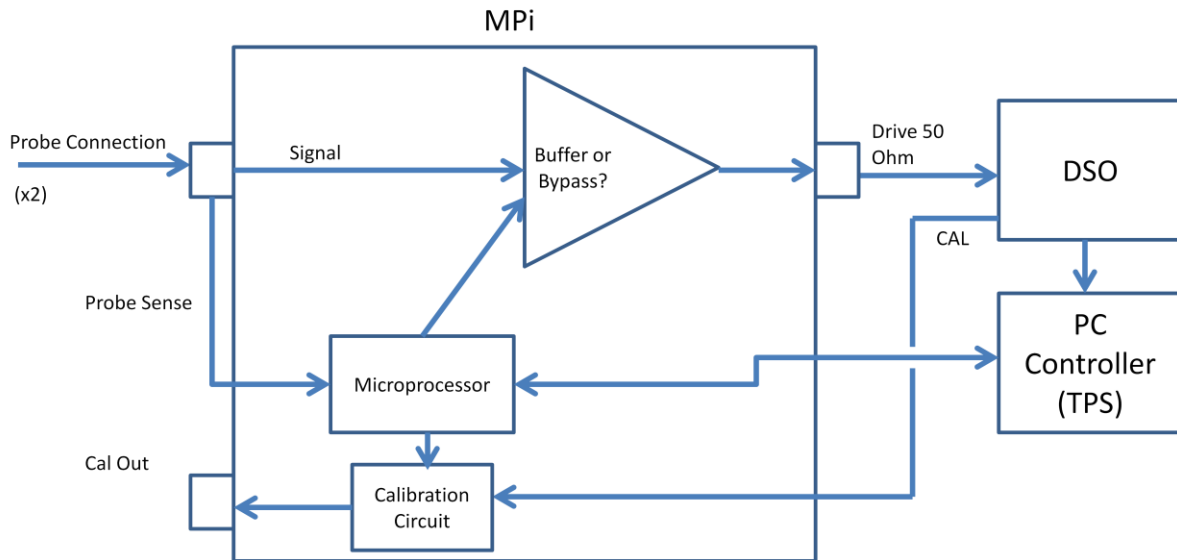 MPi
Probe Connection
(x2)
Signal
Buffer or
Bypass?
Drive 50
Ohm
DSO
CAL
Probe Sense
Microprocessor
PC
Controller
(TPS)
Cal Out
Calibration
Circuit